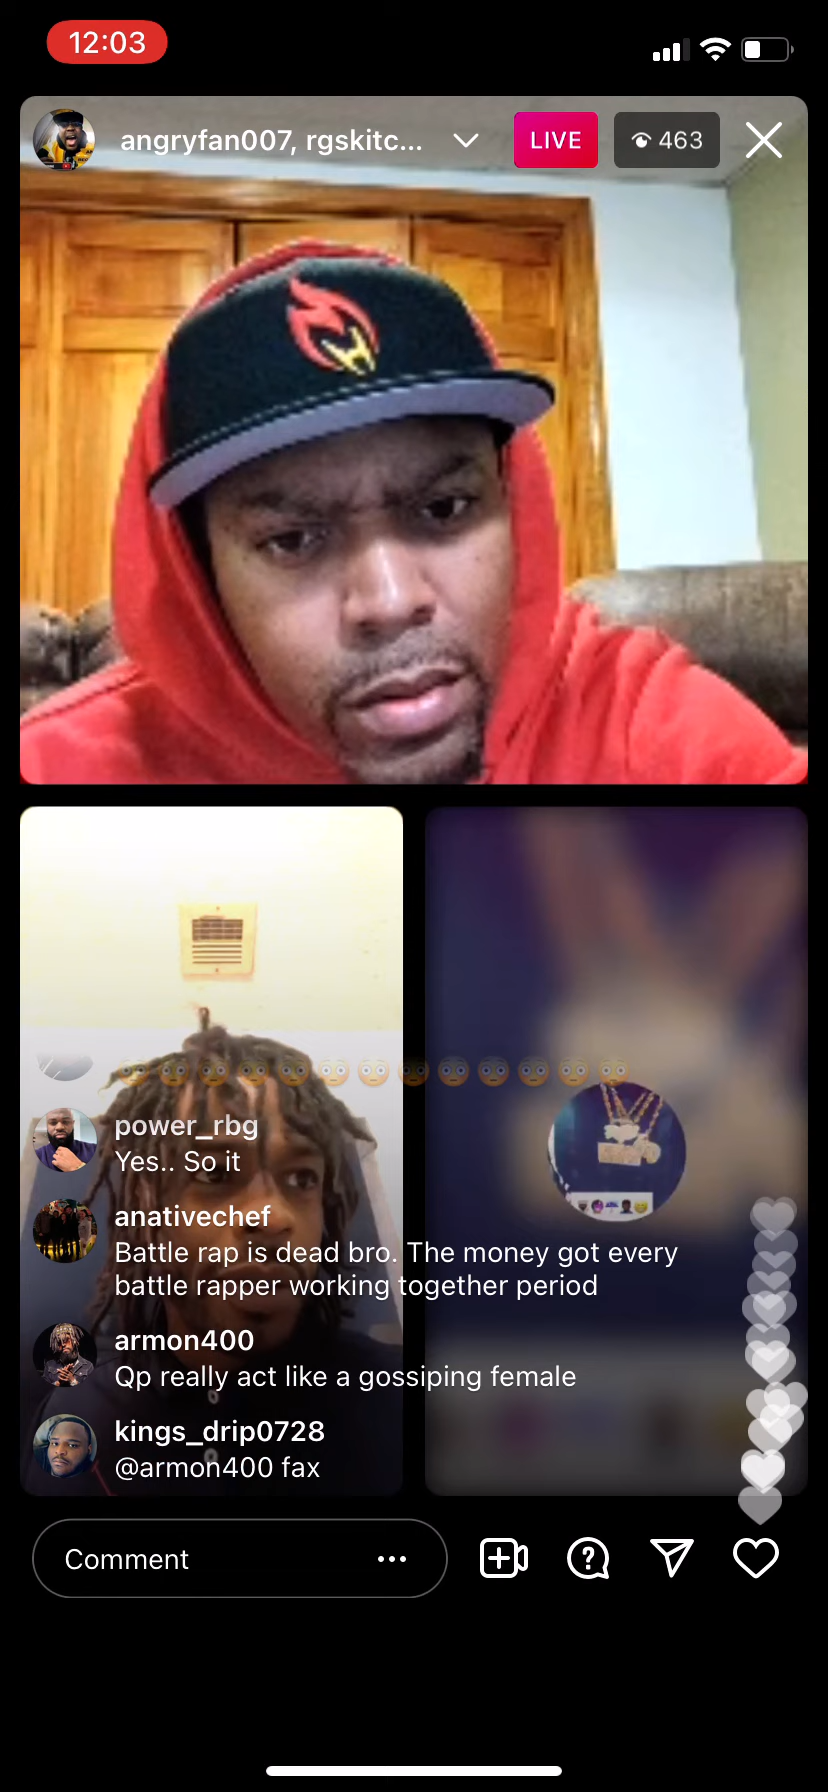 12:03
angryfan007, rgskitc...
LIVE
463
power_rbg
Yes.. So it
anativechef
Battle rap is dead bro. The money got every
battle rapper working together period
armon400
Qp really act like a gossiping female
kings_drip0728
@armon400 fax
Comment